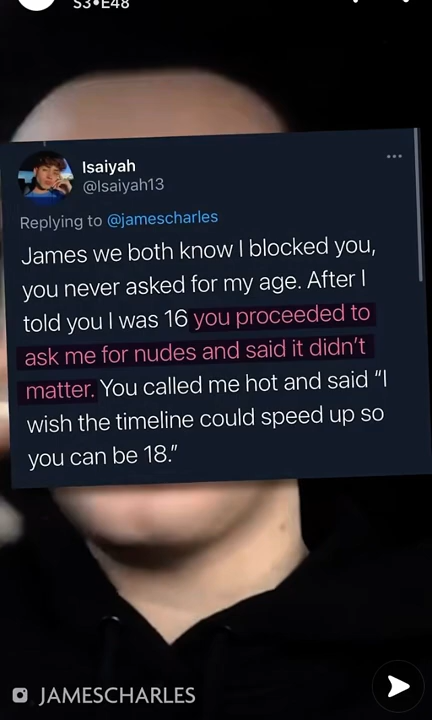 S3•E48
Isaiyah
@Isaiyah13
Replying to @jamescharles
James we both know I blocked you,
you never asked for my age. After I
told you I was 16 you proceeded to
ask me for nudes and said it didn't
matter. You called me hot and said "I
wish the timeline could speed up so
you can be 18."
JAMESCHARLES